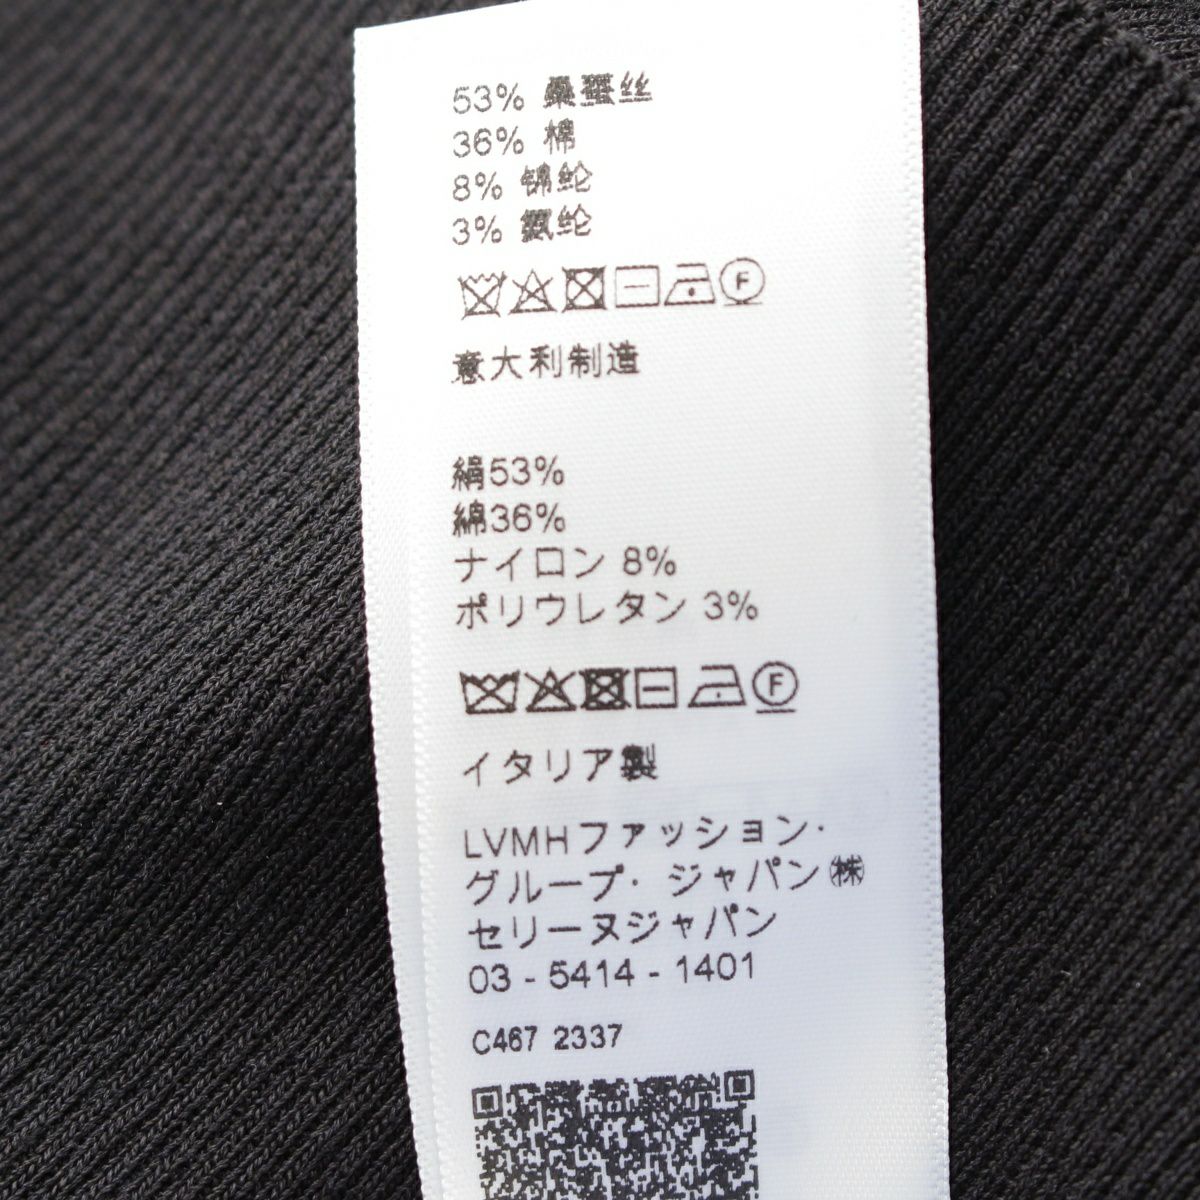 53% 桑蚕丝
36% 棉
8% 锦纶
3% 氨纶
F
意大利制造
絹53%
綿36%
ナイロン 8%
ポリウレタン 3%
F
イタリア製
LVMHファッション・
グループ・ジャパン㈱
セリーヌジャパン
03 - 5414 - 1401
C467 2337